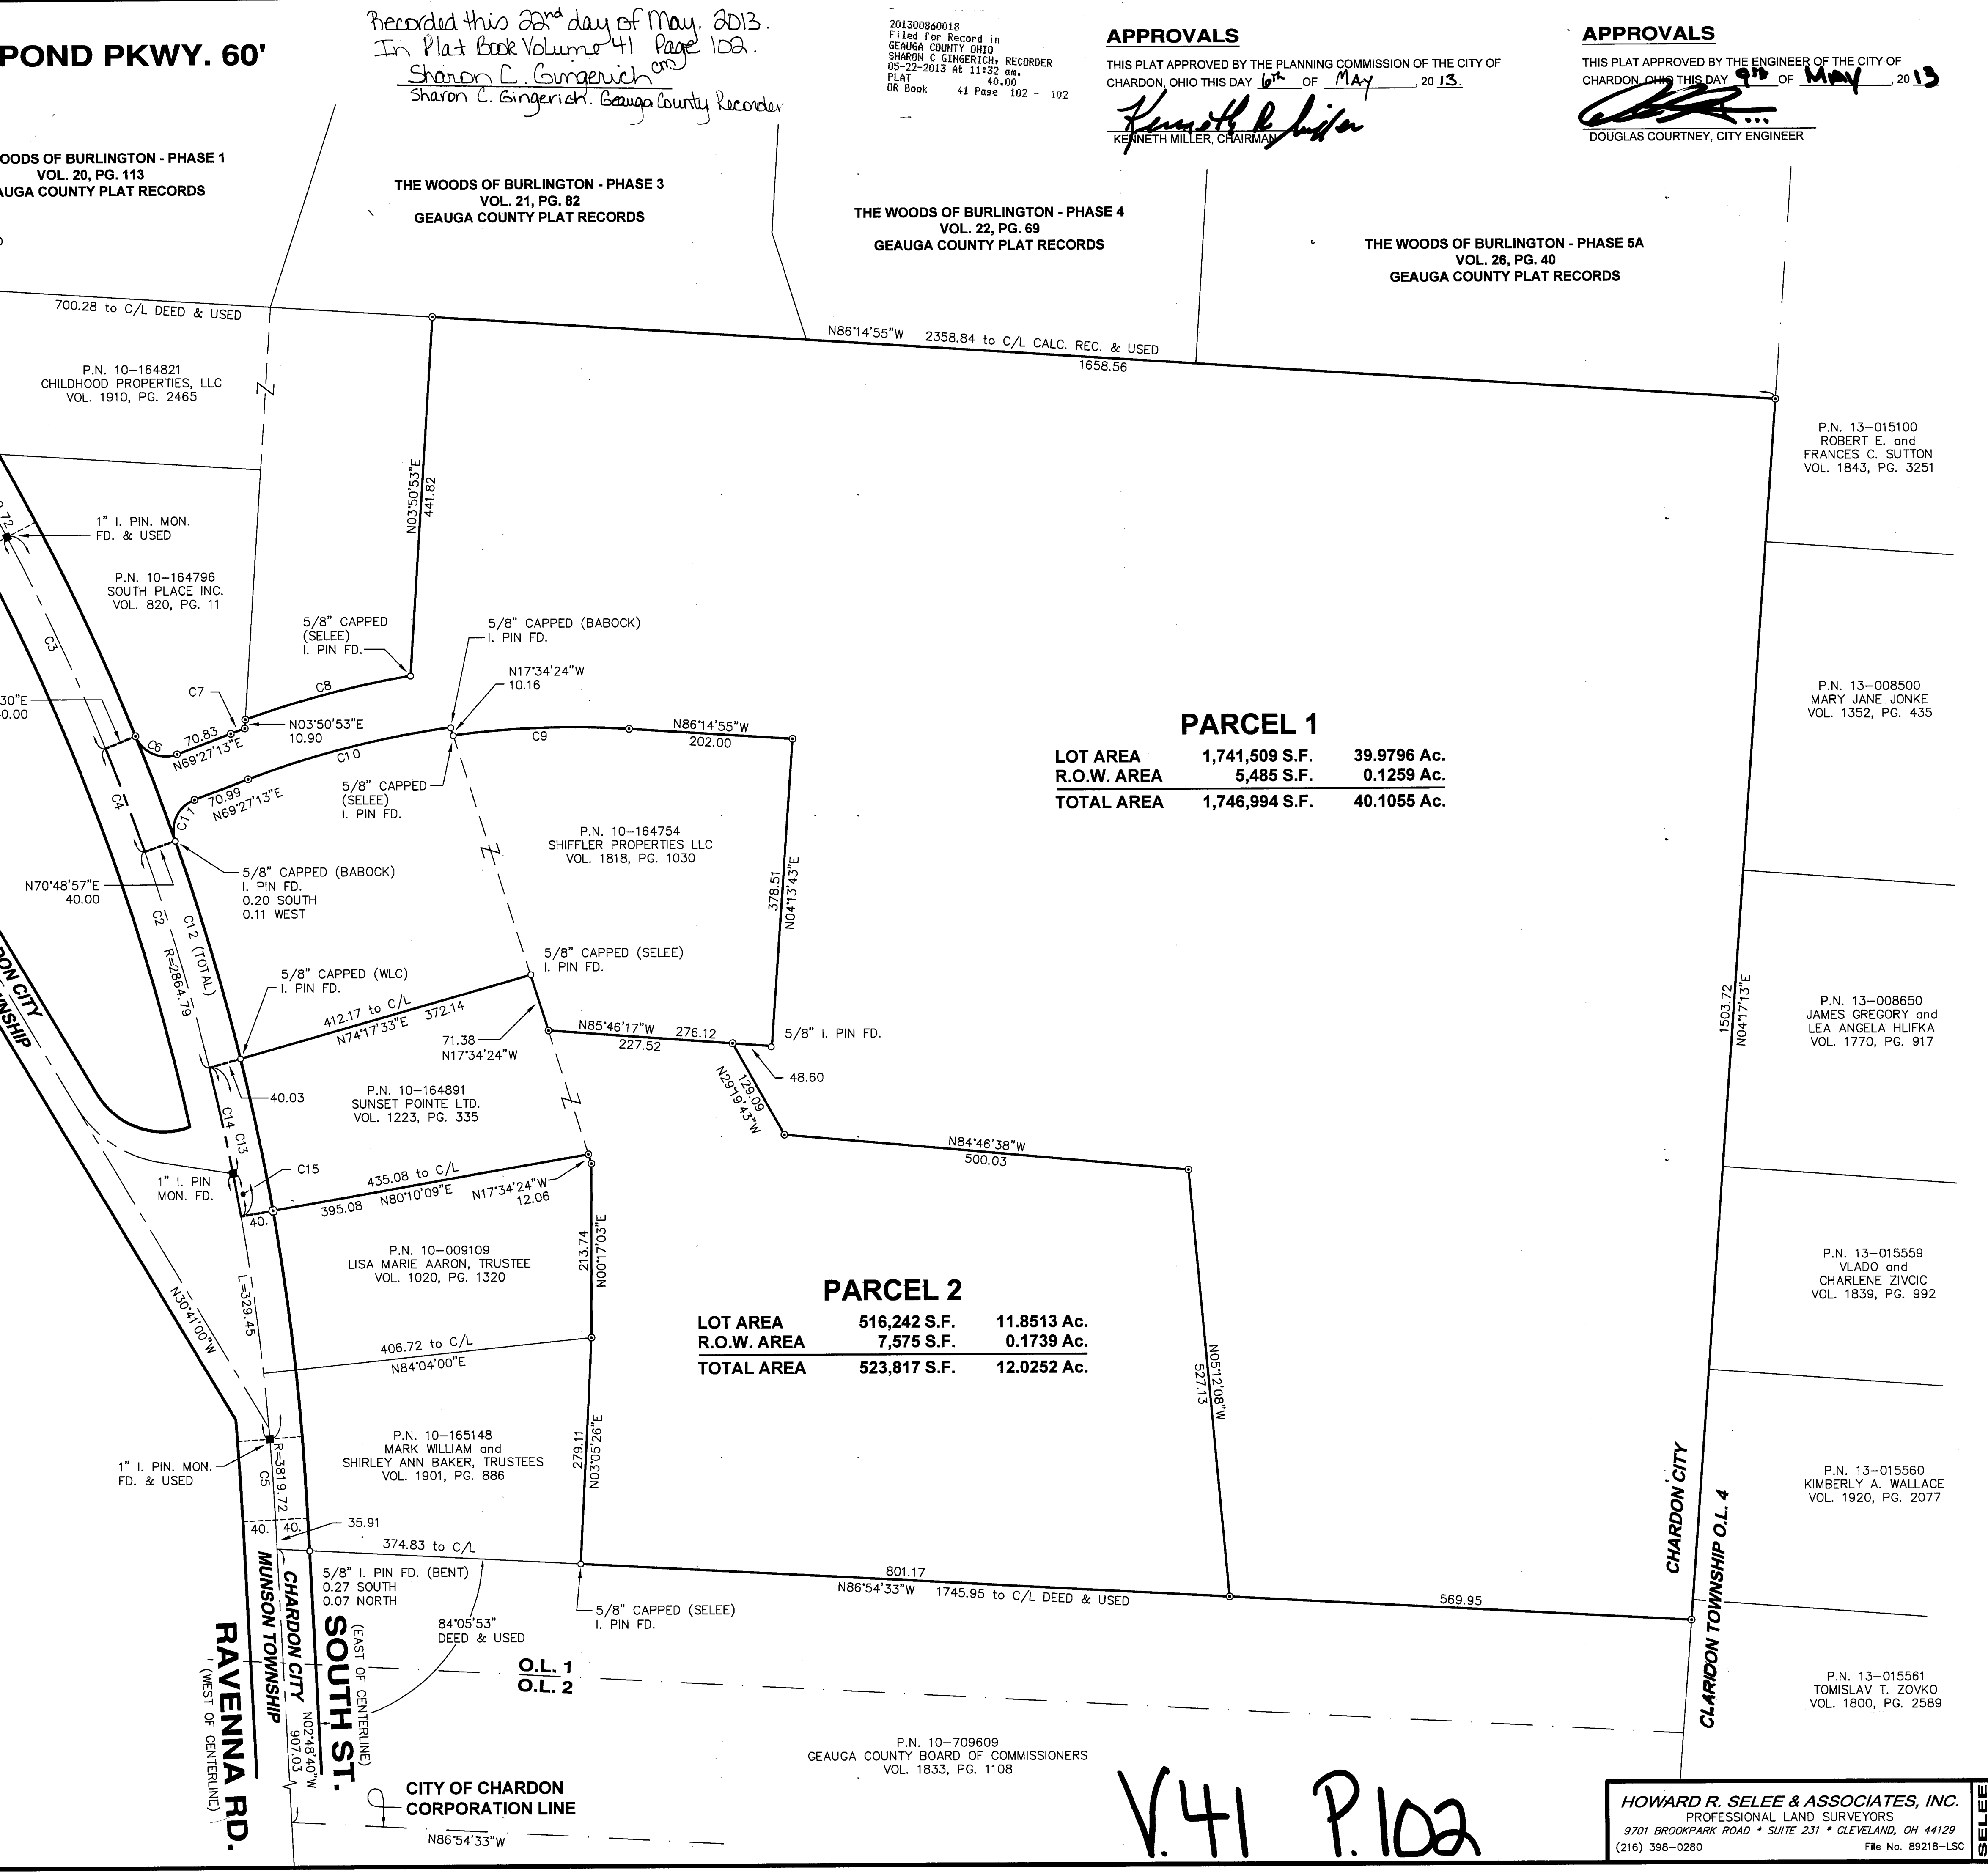 POND PKWY. 60'
Recorded this 22nd day of May, 2013.
In Plat Book Volume 41 Page 102.
Sharon C. Gingerich cm
Sharon C. Gingerich. Geauga County Recorder
201300860018
Filed for Record in
GEAUGA COUNTY OHIO
SHARON C GINGERICH, RECORDER
05-22-2013 At 11:32 am.
PLAT 40.00
OR Book 41 Page 102 - 102
APPROVALS
THIS PLAT APPROVED BY THE PLANNING COMMISSION OF THE CITY OF
CHARDON, OHIO THIS DAY 6th OF MAY, 2013.
KENNETH MILLER, CHAIRMAN
APPROVALS
THIS PLAT APPROVED BY THE ENGINEER OF THE CITY OF
CHARDON, OHIO THIS DAY 9th OF MAY, 2013
DOUGLAS COURTNEY, CITY ENGINEER
OODS OF BURLINGTON - PHASE 1
VOL. 20, PG. 113
AUGA COUNTY PLAT RECORDS
THE WOODS OF BURLINGTON - PHASE 3
VOL. 21, PG. 82
GEAUGA COUNTY PLAT RECORDS
THE WOODS OF BURLINGTON - PHASE 4
VOL. 22, PG. 69
GEAUGA COUNTY PLAT RECORDS
THE WOODS OF BURLINGTON - PHASE 5A
VOL. 26, PG. 40
GEAUGA COUNTY PLAT RECORDS
700.28 to C/L DEED & USED
N86°14'55"W 2358.84 to C/L CALC. REC. & USED
1658.56
P.N. 10-164821
CHILDHOOD PROPERTIES, LLC
VOL. 1910, PG. 2465
P.N. 13-015100
ROBERT E. and
FRANCES C. SUTTON
VOL. 1843, PG. 3251
N03°50'53"E
441.82
1" I. PIN. MON.
FD. & USED
P.N. 10-164796
SOUTH PLACE INC.
VOL. 820, PG. 11
C3
5/8" CAPPED
(SELEE)
I. PIN FD.
5/8" CAPPED (BABOCK)
I. PIN FD.
N17°34'24"W
10.16
C7
C8
30"E
0.00
N03°50'53"E
10.90
C6
70.83
N69°27'13"E
C10
C9
N86°14'55"W
202.00
5/8" CAPPED
(SELEE)
I. PIN FD.
C4
C11
70.99
N69°27'13"E
PARCEL 1
LOT AREA 1,741,509 S.F. 39.9796 Ac.
R.O.W. AREA 5,485 S.F. 0.1259 Ac.
TOTAL AREA 1,746,994 S.F. 40.1055 Ac.
P.N. 13-008500
MARY JANE JONKE
VOL. 1352, PG. 435
P.N. 10-164754
SHIFFLER PROPERTIES LLC
VOL. 1818, PG. 1030
N70°48'57"E
40.00
5/8" CAPPED (BABOCK)
I. PIN FD.
0.20 SOUTH
0.11 WEST
378.51
N04°13'43"E
C2
R=2864.79
C12 (TOTAL)
5/8" CAPPED (WLC)
I. PIN FD.
5/8" CAPPED (SELEE)
I. PIN FD.
412.17 to C/L
N74°17'33"E 372.14
71.38
N17°34'24"W
N85°46'17"W 276.12
227.52
5/8" I. PIN FD.
48.60
129.09
N29°19'43"W
1503.72
N04°17'13"E
P.N. 13-008650
JAMES GREGORY and
LEA ANGELA HLIFKA
VOL. 1770, PG. 917
DON CITY
WNSHIP
40.03
P.N. 10-164891
SUNSET POINTE LTD.
VOL. 1223, PG. 335
C14
C13
C15
1" I. PIN
MON. FD.
N84°46'38"W
500.03
435.08 to C/L
395.08 N80°10'09"E
N17°34'24"W
12.06
40.
213.74
N00°17'03"E
P.N. 10-009109
LISA MARIE AARON, TRUSTEE
VOL. 1020, PG. 1320
L=329.45
N30°41'00"W
P.N. 13-015559
VLADO and
CHARLENE ZIVCIC
VOL. 1839, PG. 992
PARCEL 2
LOT AREA 516,242 S.F. 11.8513 Ac.
R.O.W. AREA 7,575 S.F. 0.1739 Ac.
TOTAL AREA 523,817 S.F. 12.0252 Ac.
406.72 to C/L
N84°04'00"E
N05°12'08"W
527.13
P.N. 10-165148
MARK WILLIAM and
SHIRLEY ANN BAKER, TRUSTEES
VOL. 1901, PG. 886
279.11
N03°05'26"E
1" I. PIN. MON.
FD. & USED
C5
R=3819.72
P.N. 13-015560
KIMBERLY A. WALLACE
VOL. 1920, PG. 2077
40. 40.
35.91
374.83 to C/L
5/8" I. PIN FD. (BENT)
0.27 SOUTH
0.07 NORTH
801.17
N86°54'33"W 1745.95 to C/L DEED & USED
569.95
5/8" CAPPED (SELEE)
I. PIN FD.
84°05'53"
DEED & USED
CHARDON CITY
CLARIDON TOWNSHIP O.L. 4
O.L. 1
O.L. 2
P.N. 13-015561
TOMISLAV T. ZOVKO
VOL. 1800, PG. 2589
RAVENNA RD.
(WEST OF CENTERLINE)
MUNSON TOWNSHIP
CHARDON CITY
N02°48'40"W
907.03
SOUTH ST.
(EAST OF CENTERLINE)
P.N. 10-709609
GEAUGA COUNTY BOARD OF COMMISSIONERS
VOL. 1833, PG. 1108
CITY OF CHARDON
CORPORATION LINE
N86°54'33"W
V.41 P.102
HOWARD R. SELEE & ASSOCIATES, INC.
PROFESSIONAL LAND SURVEYORS
9701 BROOKPARK ROAD * SUITE 231 * CLEVELAND, OH 44129
(216) 398-0280 File No. 89218-LSC
SELEE